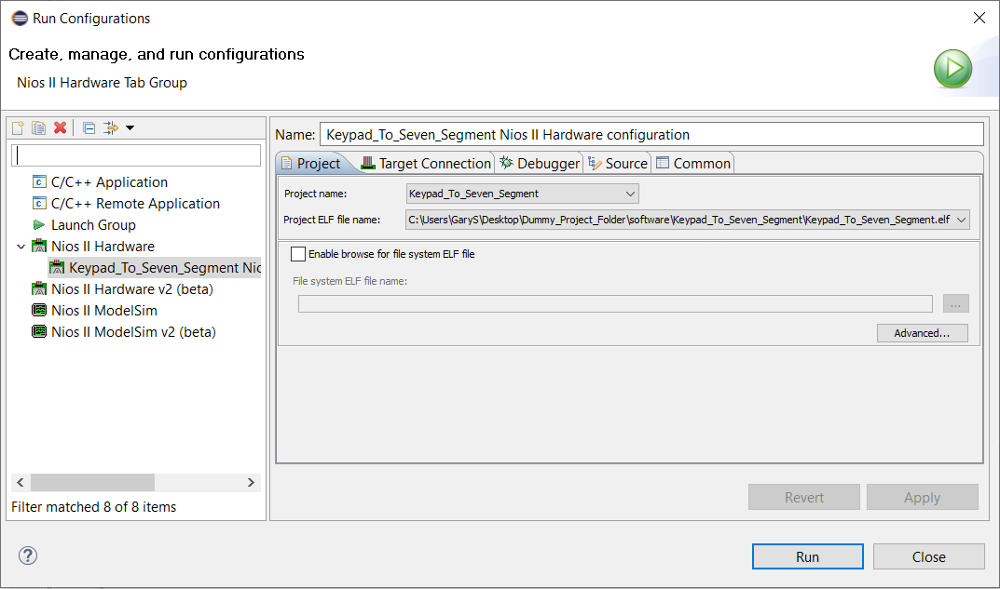 Run Configurations
Create, manage, and run configurations
Nios II Hardware Tab Group
C/C++ Application
C/C++ Remote Application
Launch Group
Nios II Hardware
Keypad_To_Seven_Segment Nio
Nios II Hardware v2 (beta)
Nios II ModelSim
Nios II ModelSim v2 (beta)
Filter matched 8 of 8 items
Name: Keypad_To_Seven_Segment Nios II Hardware configuration
Project Target Connection Debugger Source Common
Project name: Keypad_To_Seven_Segment
Project ELF file name: C:\Users\GaryS\Desktop\Dummy_Project_Folder\software\Keypad_To_Seven_Segment\Keypad_To_Seven_Segment.elf
Enable browse for file system ELF file
File system ELF file name:
...
Advanced...
Revert Apply
? Run Close